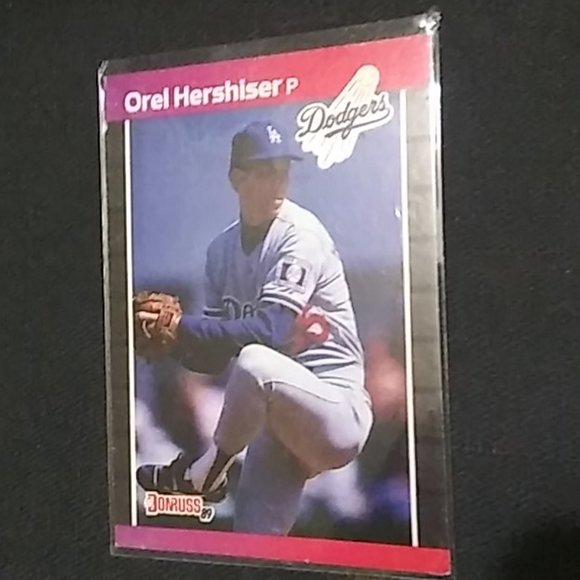 Orel Hershiser P
Dodgers
LA
DONRUSS 89